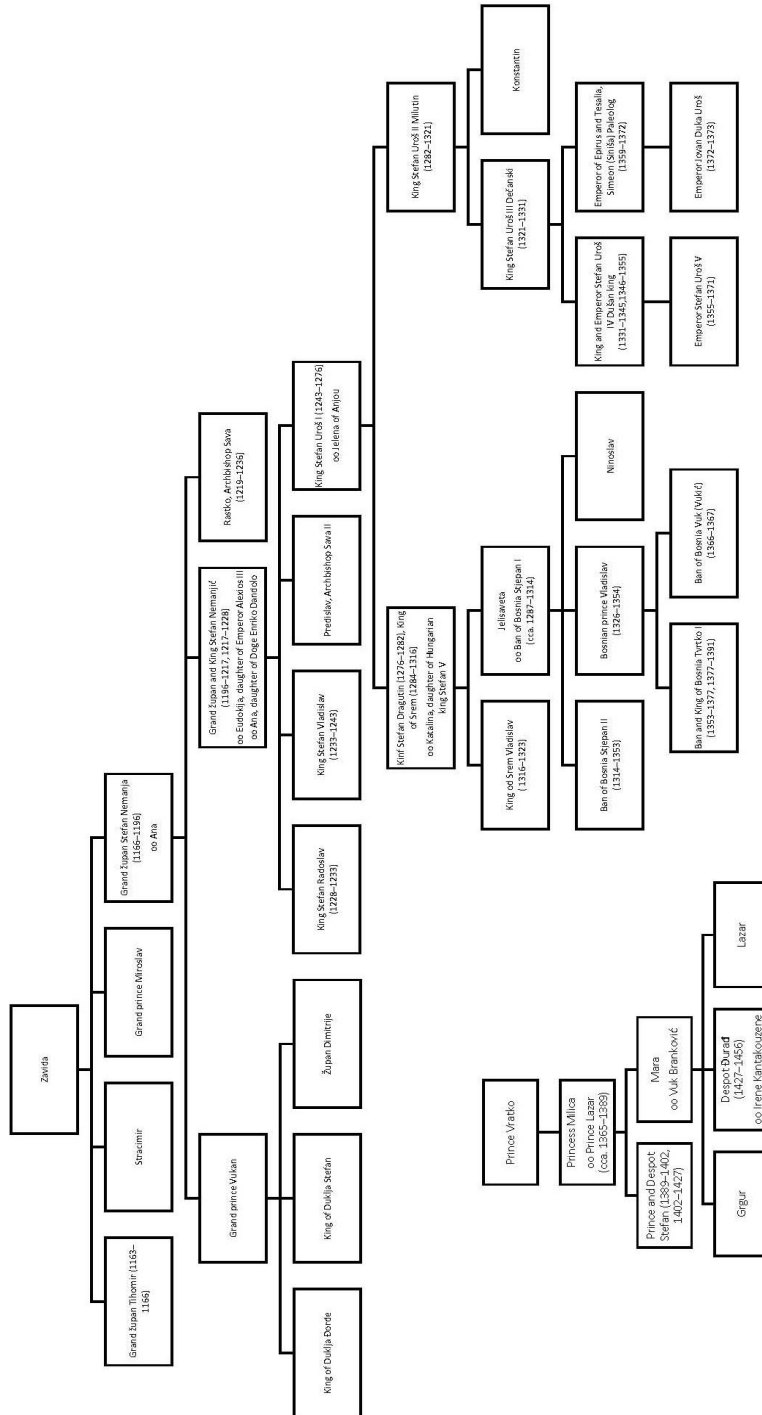 Zavida
Grand župan Tihomir (1163–
1166)
Stracimir
Grand prince Miroslav
Grand župan Stefan Nemanja
(1166–1196)
oo Ana
Grand prince Vukan
Grand župan and King Stefan Nemanjić
(1196–1217, 1217–1228)
oo Eudokija, daughter of Emperor Alexios III
oo Ana, daughter of Doge Enriko Dandolo
Rastko, Archbishop Sava
(1219–1236)
King of Duklja Đorđe
King of Duklja Stefan
Župan Dimitrije
King Stefan Radoslav
(1228–1233)
King Stefan Vladislav
(1233–1243)
Predislav, Archbishop Sava II
King Stefan Uroš I (1243–1276)
oo Jelena of Anjou
Kinf Stefan Dragutin (1276–1282), King
of Srem (1284–1316)
oo Katalina, daughter of Hungarian
king Stefan V
King Stefan Uroš II Milutin
(1282–1321)
King od Srem Vladislav
( 1316–1323)
Jelisaveta
oo Ban of Bosnia Stjepan I
(cca. 1287–1314)
King Stefan Uroš III Dečanski
(1321–1331)
Konstantin
Ban of Bosnia Stjepan II
(1314–1353)
Bosnian prince Vladislav
(1326–1354)
Ninoslav
King and Emperor Stefan Uroš
IV Dušan king
(1331–1345,1346–1355)
Emperor of Epirus and Tesalia,
Simeon (Siniša) Paleolog
(1359–1372)
Ban and King of Bosnia Tvrtko I
(1353–1377, 1377–1391)
Ban of Bosnia Vuk (Vukić)
(1366–1367)
Emperor Stefan Uroš V
(1355–1371)
Emperor Jovan Duka Uroš
(1372–1373)
Prince Vratko
Princess Milica
oo Prince Lazar
(cca. 1365–1389)
Prince and Despot
Stefan (1389–1402,
1402–1427)
Mara
oo Vuk Branković
Grgur
Despot Đurađ
(1427–1456)
oo Irene Kantakouzene
Lazar